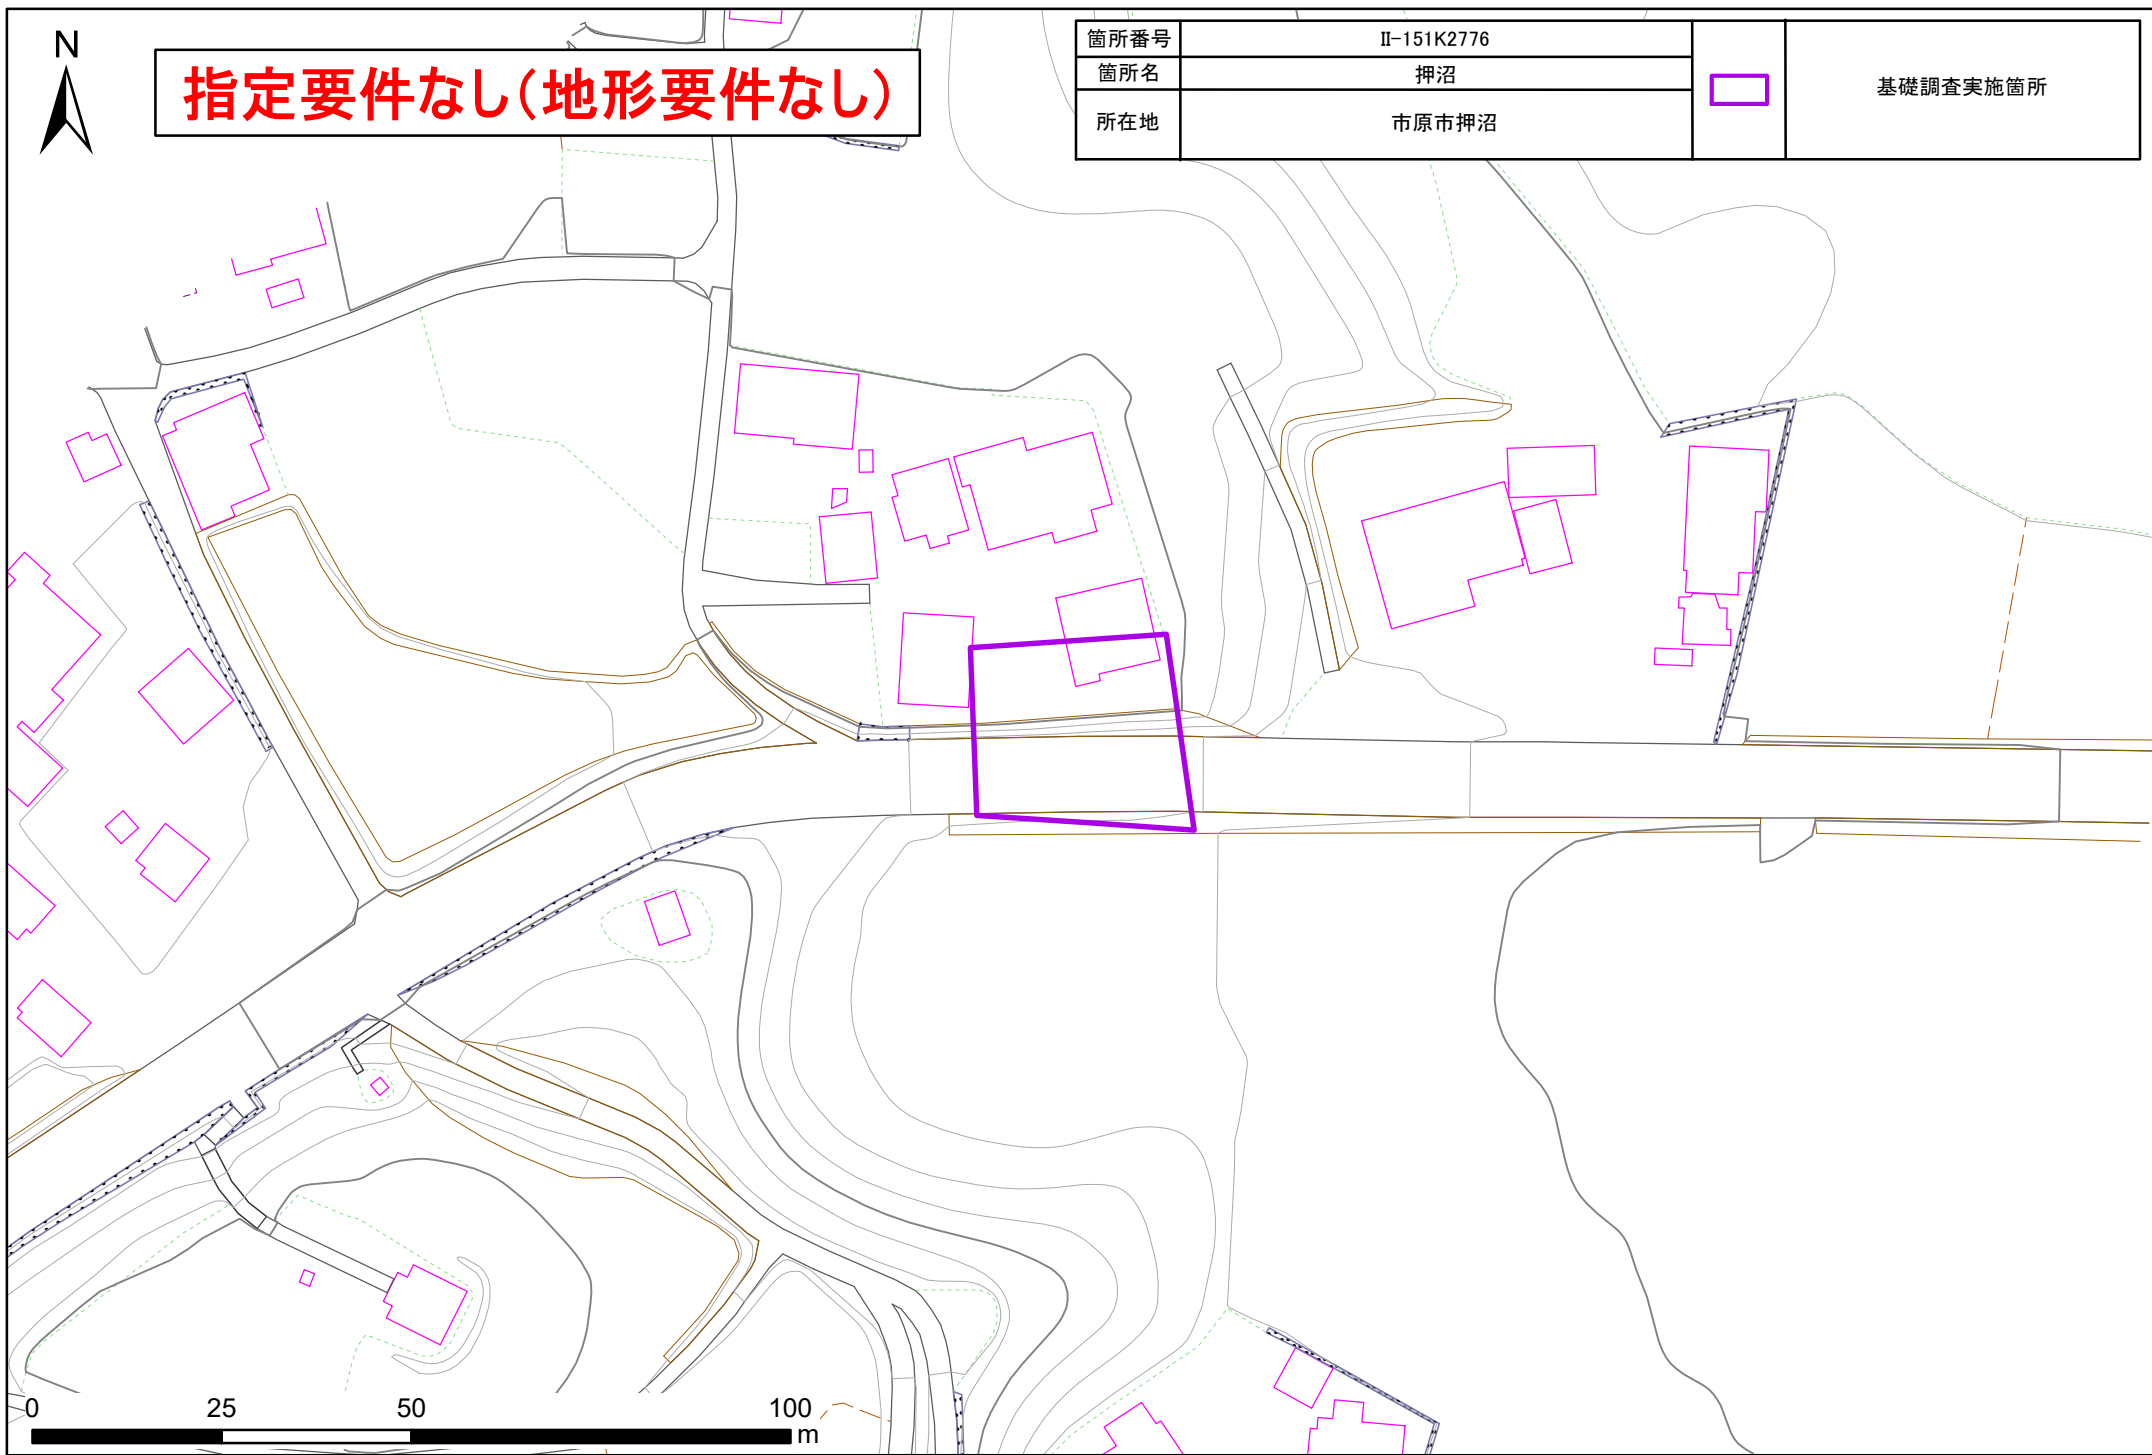 N
指定要件なし(地形要件なし)
箇所番号 II-151K2776
箇所名 押沼
所在地 市原市押沼
基礎調査実施箇所
0 25 50 100
m